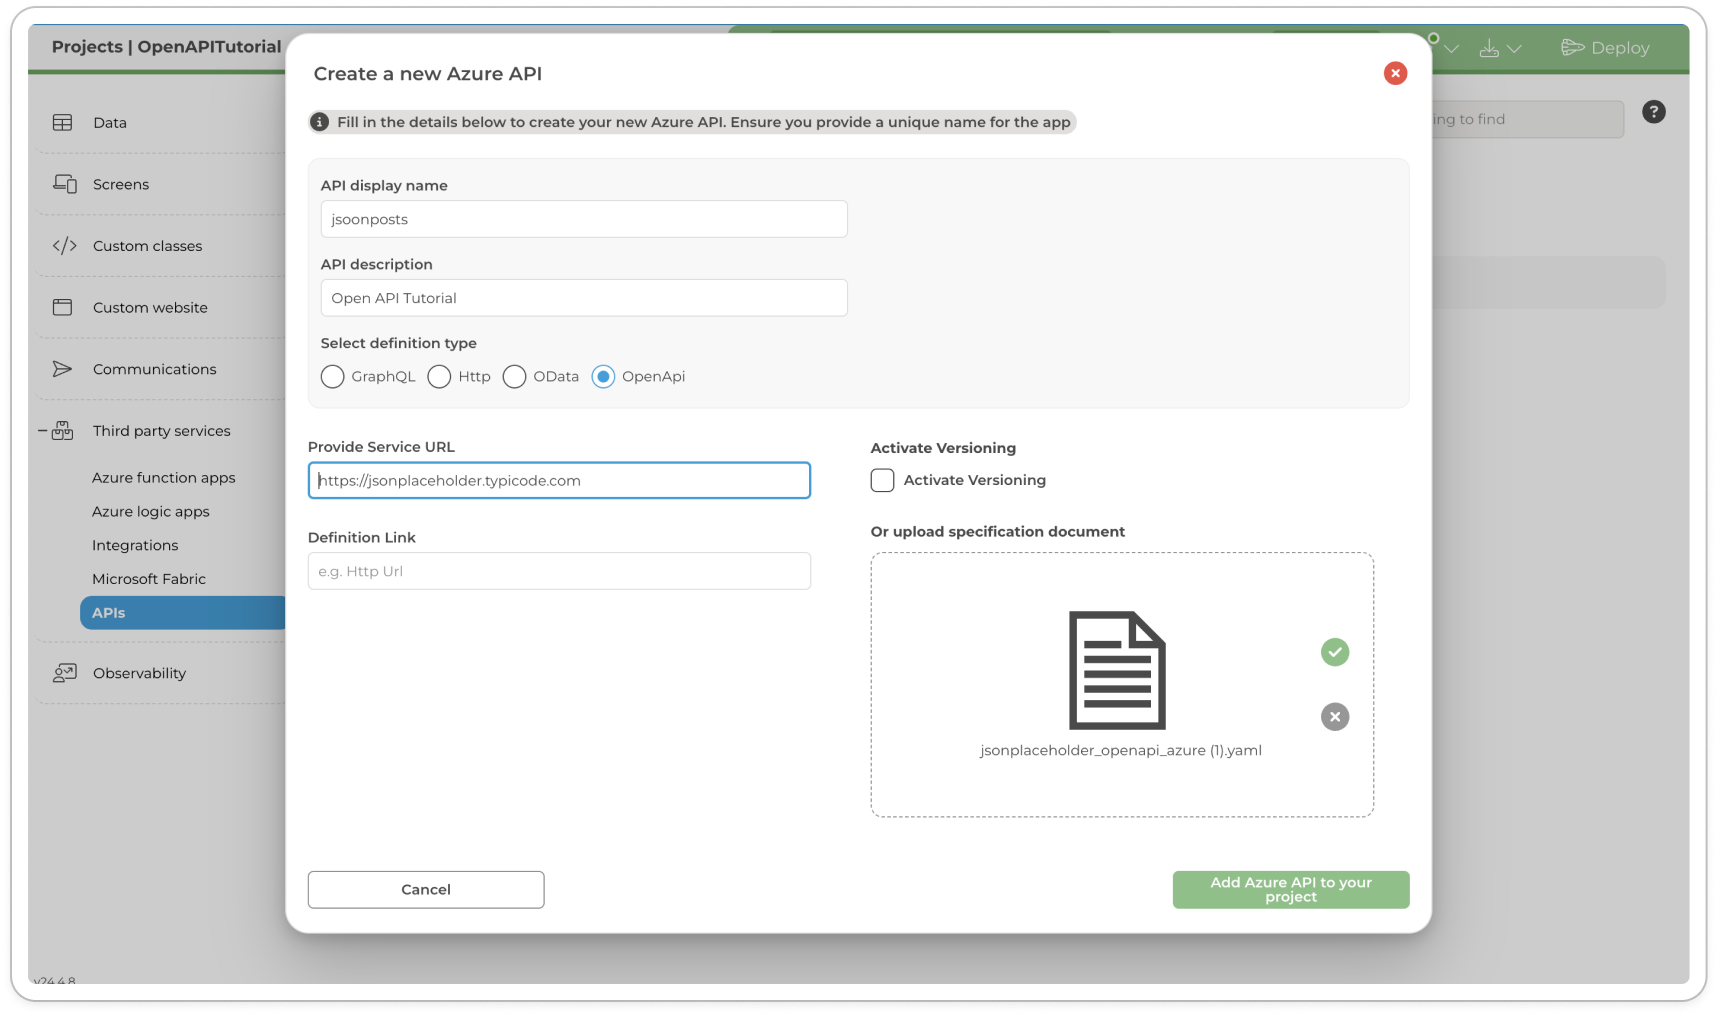 Projects | OpenAPITutorial
Deploy
Create a new Azure API
Fill in the details below to create your new Azure API. Ensure you provide a unique name for the app
ing to find
?
Data
Screens
Custom classes
Custom website
Communications
Third party services
Azure function apps
Azure logic apps
Integrations
Microsoft Fabric
APIs
Observability
v24.4.8
API display name
jsoonposts
API description
Open API Tutorial
Select definition type
GraphQL Http OData OpenApi
Provide Service URL
https://jsonplaceholder.typicode.com
Definition Link
e.g. Http Url
Activate Versioning
Activate Versioning
Or upload specification document
jsonplaceholder_openapi_azure (1).yaml
Cancel
Add Azure API to your
project